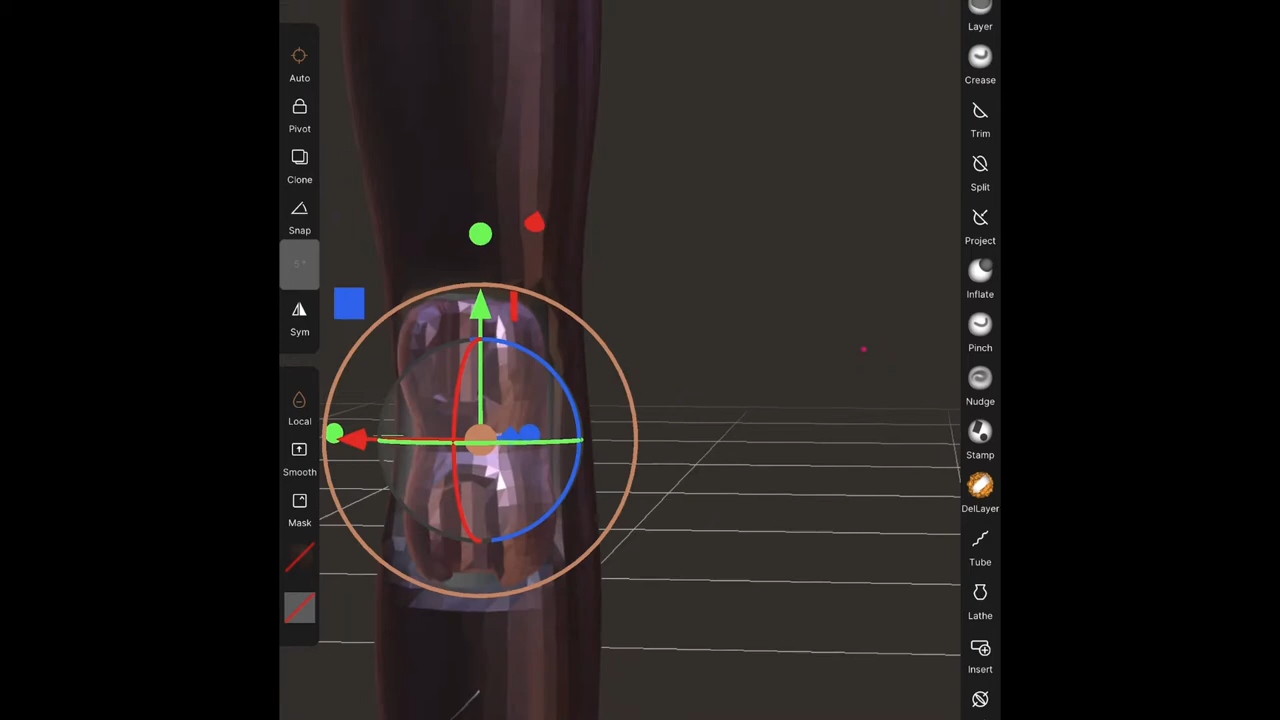 Auto
Pivot
Clone
Snap
5°
Sym
Local
Smooth
Mask
Layer
Crease
Trim
Split
Project
Inflate
Pinch
Nudge
Stamp
DelLayer
Tube
Lathe
Insert